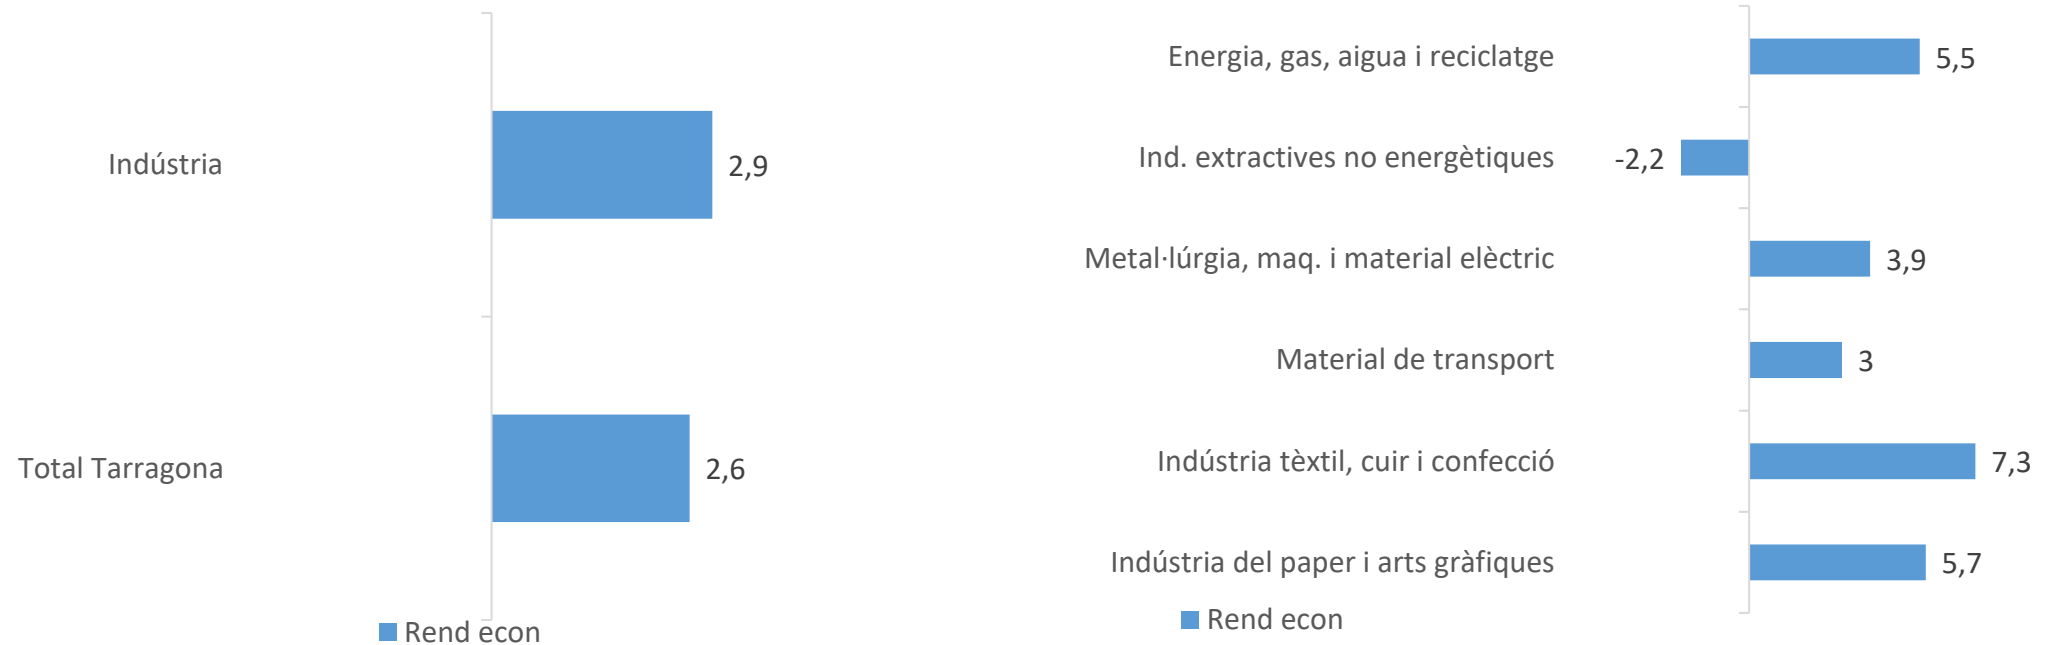 Indústria
2,9
Total Tarragona
2,6
Rend econ
Energia, gas, aigua i reciclatge
5,5
Ind. extractives no energètiques
-2,2
Metal·lúrgia, maq. i material elèctric
3,9
Material de transport
3
Indústria tèxtil, cuir i confecció
7,3
Indústria del paper i arts gràfiques
5,7
Rend econ